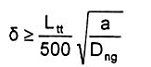 δ ≥ L_tt/500 √(a/D_ng)